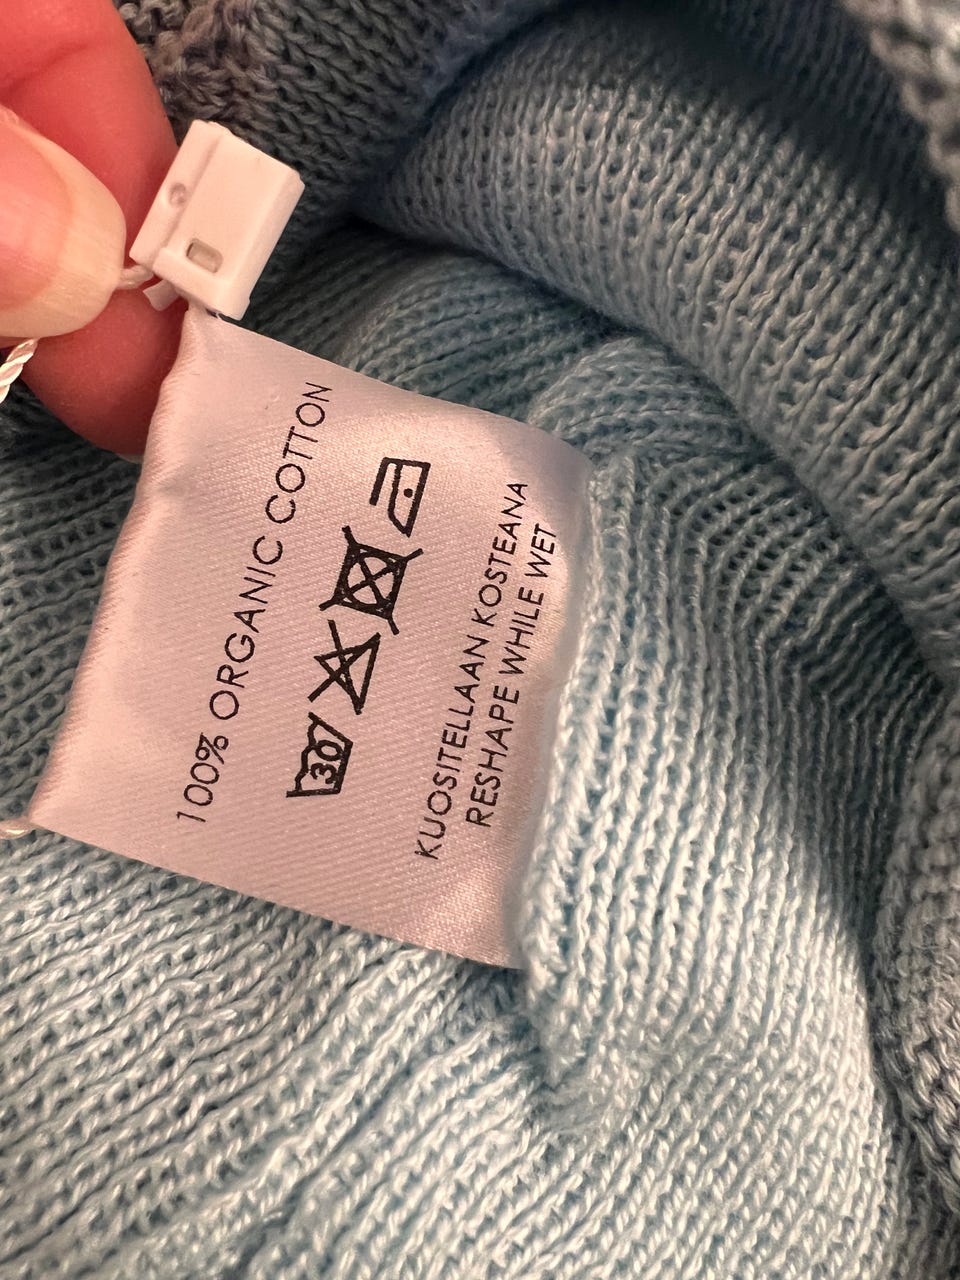 100% ORGANIC COTTON
30
KUOSITELLAAN KOSTEANA
RESHAPE WHILE WET